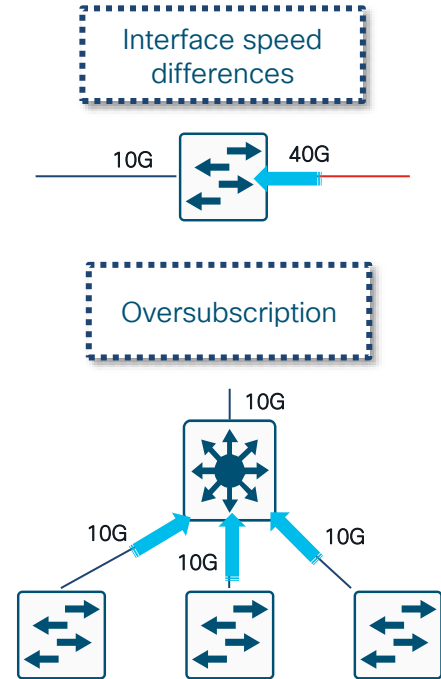 Interface speed
differences
10G
40G
Oversubscription
10G
10G
10G
10G